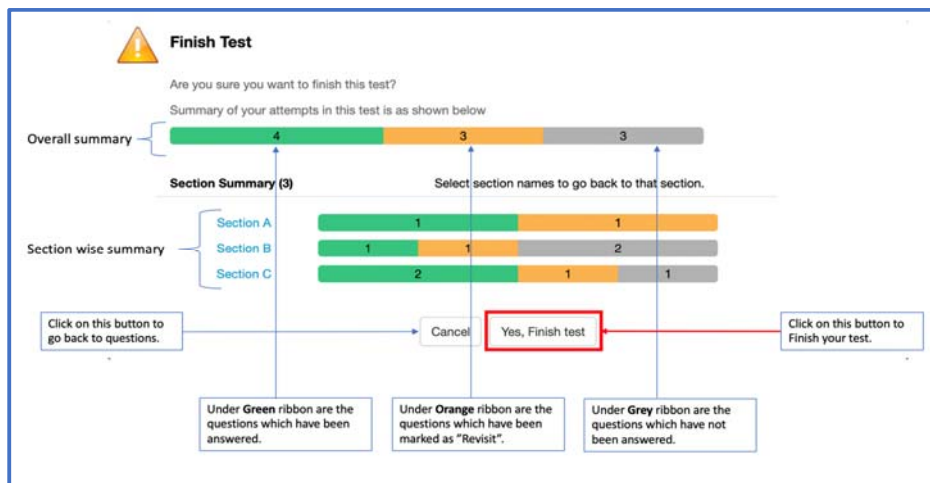 Finish Test
Are you sure you want to finish this test?
Summary of your attempts in this test is as shown below
Overall summary
4 3 3
Section Summary (3) Select section names to go back to that section.
Section A 1 1
Section wise summary
Section B 1 1 2
Section C 2 1 1
Click on this button to
go back to questions.
Cancel Yes, Finish test
Click on this button to
Finish your test.
Under Green ribbon are the
questions which have been
answered.
Under Orange ribbon are the
questions which have been
marked as “Revisit”.
Under Grey ribbon are the
questions which have not
been answered.